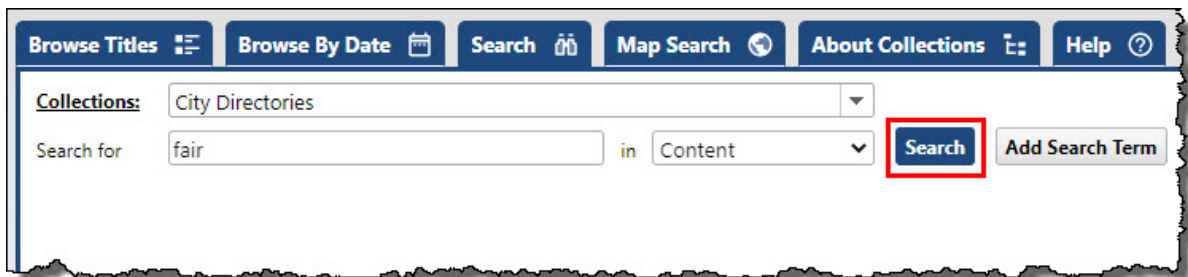 Browse Titles Browse By Date Search Map Search About Collections Help
Collections: City Directories
Search for fair in Content Search Add Search Term